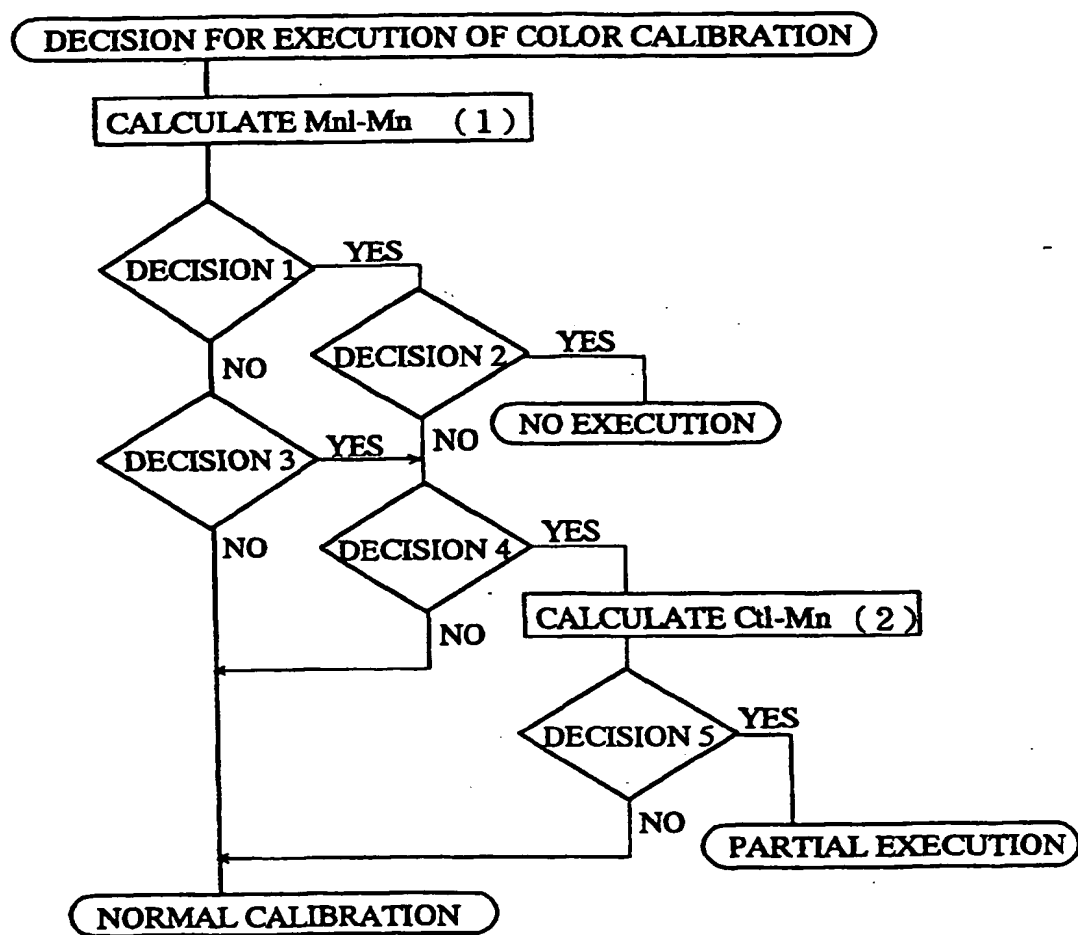 DECISION FOR EXECUTION OF COLOR CALIBRATION
CALCULATE Mnl-Mn (1)
DECISION 1
YES
NO
DECISION 2
YES
NO
NO EXECUTION
DECISION 3
YES
NO
DECISION 4
YES
NO
CALCULATE Ctl-Mn (2)
DECISION 5
YES
NO
PARTIAL EXECUTION
NORMAL CALIBRATION